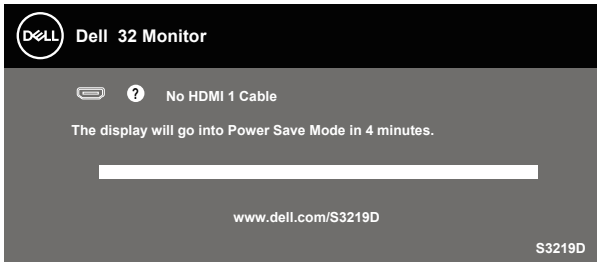 DELL
Dell 32 Monitor
? No HDMI 1 Cable
The display will go into Power Save Mode in 4 minutes.
www.dell.com/S3219D
S3219D